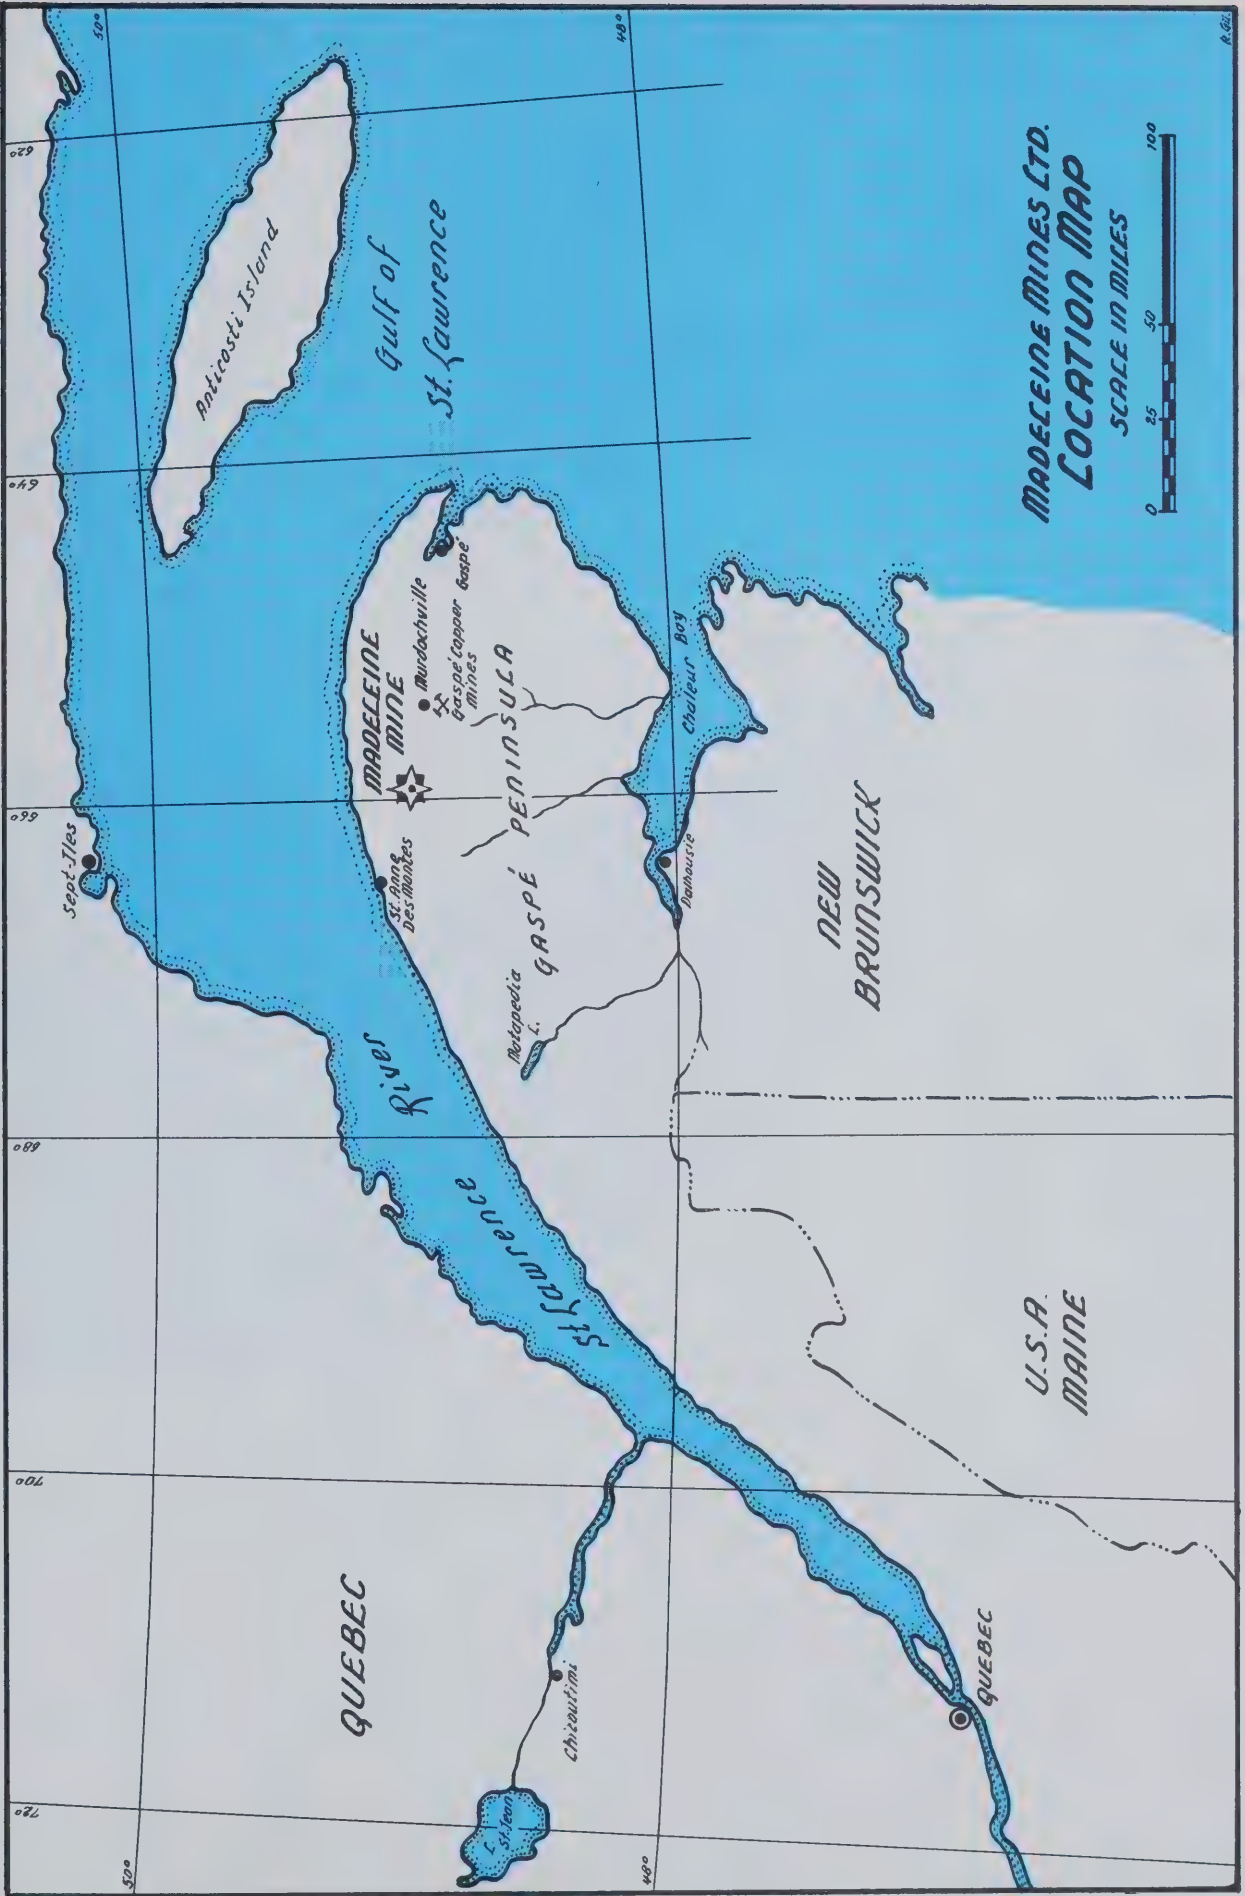 72°
70°
68°
66°
64°
62°
50°
50°
48°
48°
Sept-Iles
Anticosti Island
Gulf of
St. Lawrence
River
St. Lawrence
MADELEINE
MINE
St. Anne
Des Montes
Murdochville
Gaspé Copper
Mines
Gaspé
GASPÉ PENINSULA
Matapedia
L.
Chaleur Bay
Dalhousie
QUEBEC
L.
St. Jean
Chicoutimi
QUEBEC
NEW
BRUNSWICK
U.S.A.
MAINE
MADELEINE MINES LTD.
LOCATION MAP
SCALE IN MILES
0 25 50 100